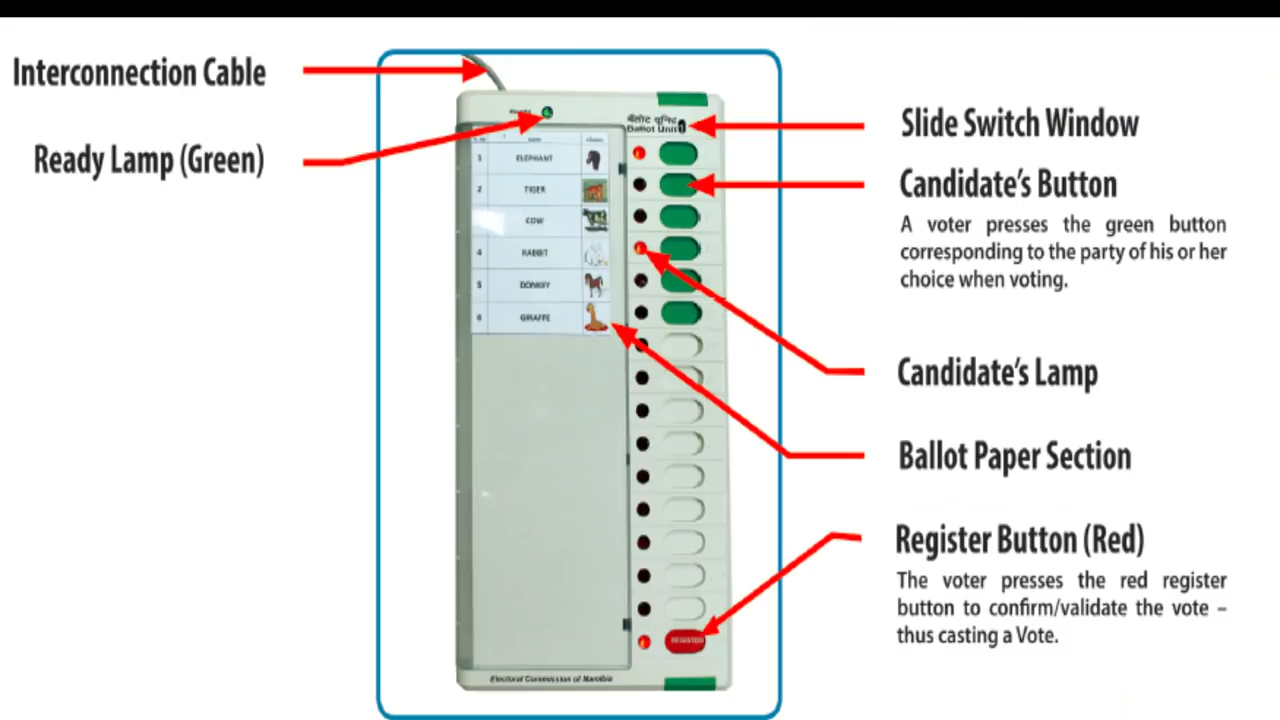 Interconnection Cable
Ready Lamp (Green)
बॅलोट यूनिट
Ballot Unit
1 ELEPHANT
2 TIGER
COW
4 RABBIT
5 DONKEY
6 GIRAFFE
REGISTER
Electoral Commission of Namibia
Slide Switch Window
Candidate's Button
A voter presses the green button
corresponding to the party of his or her
choice when voting.
Candidate's Lamp
Ballot Paper Section
Register Button (Red)
The voter presses the red register
button to confirm/validate the vote –
thus casting a Vote.